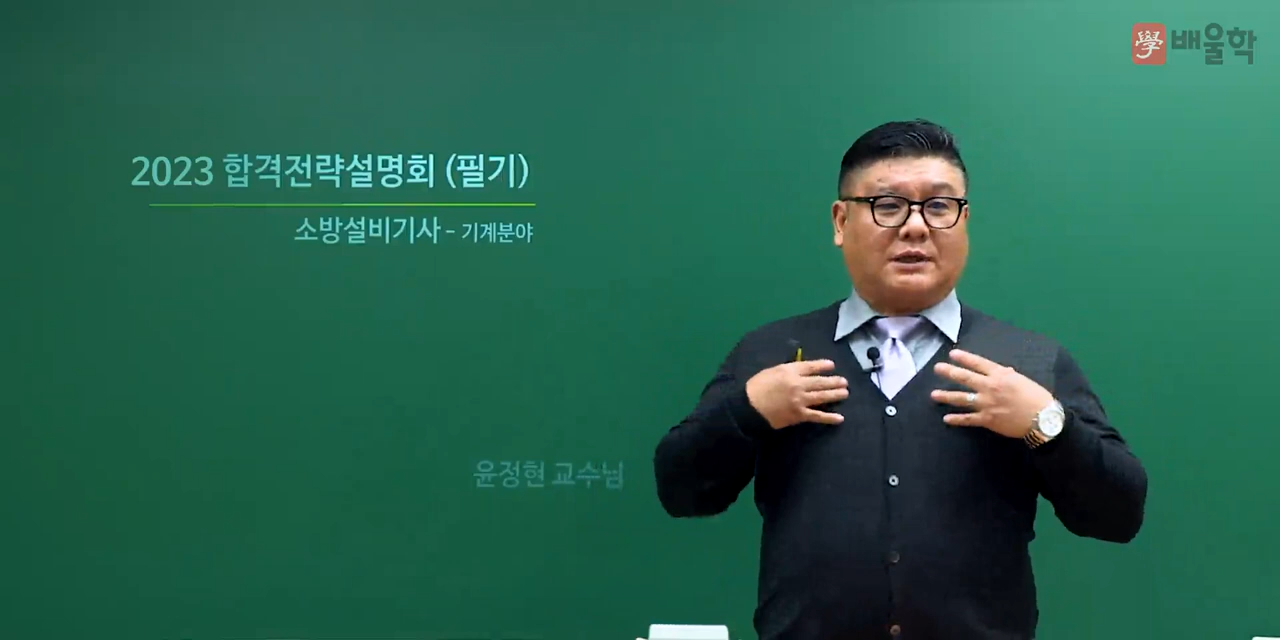 學 배울학
2023 합격전략설명회 (필기)
소방설비기사 - 기계분야
윤정현 교수님